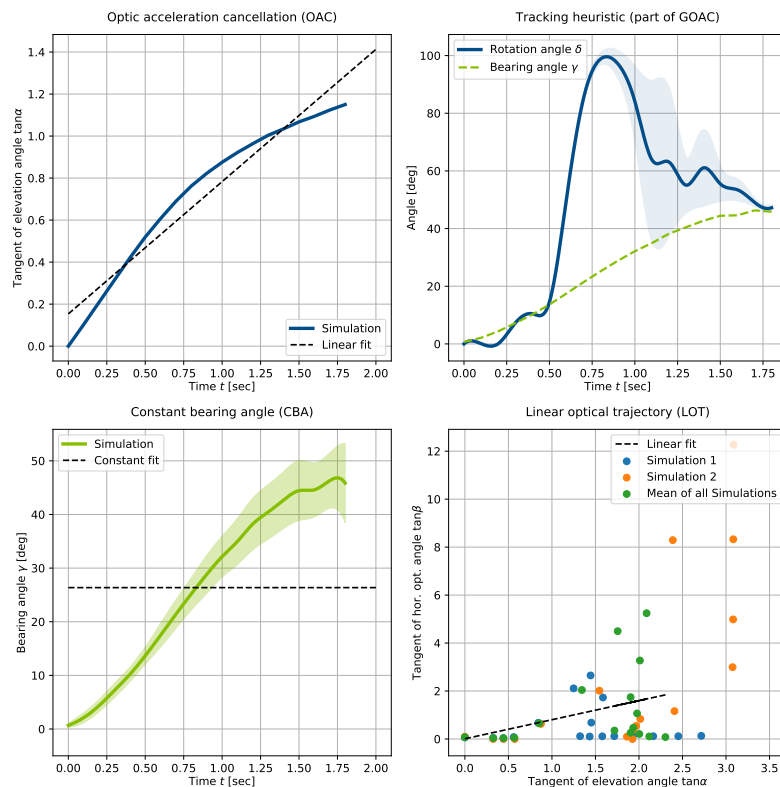 Optic acceleration cancellation (OAC)
Tangent of elevation angle tanα
1.4
1.2
1.0
0.8
0.6
0.4
0.2
0.0
Simulation
Linear fit
0.00 0.25 0.50 0.75 1.00 1.25 1.50 1.75 2.00
Time t [sec]
Tracking heuristic (part of GOAC)
Angle [deg]
100
80
60
40
20
0
Rotation angle δ
Bearing angle γ
0.00 0.25 0.50 0.75 1.00 1.25 1.50 1.75
Time t [sec]
Constant bearing angle (CBA)
Bearing angle γ [deg]
50
40
30
20
10
0
Simulation
Constant fit
0.00 0.25 0.50 0.75 1.00 1.25 1.50 1.75 2.00
Time t [sec]
Linear optical trajectory (LOT)
Tangent of hor. opt. angle tanβ
12
10
8
6
4
2
0
Linear fit
Simulation 1
Simulation 2
Mean of all Simulations
0.0 0.5 1.0 1.5 2.0 2.5 3.0 3.5
Tangent of elevation angle tanα